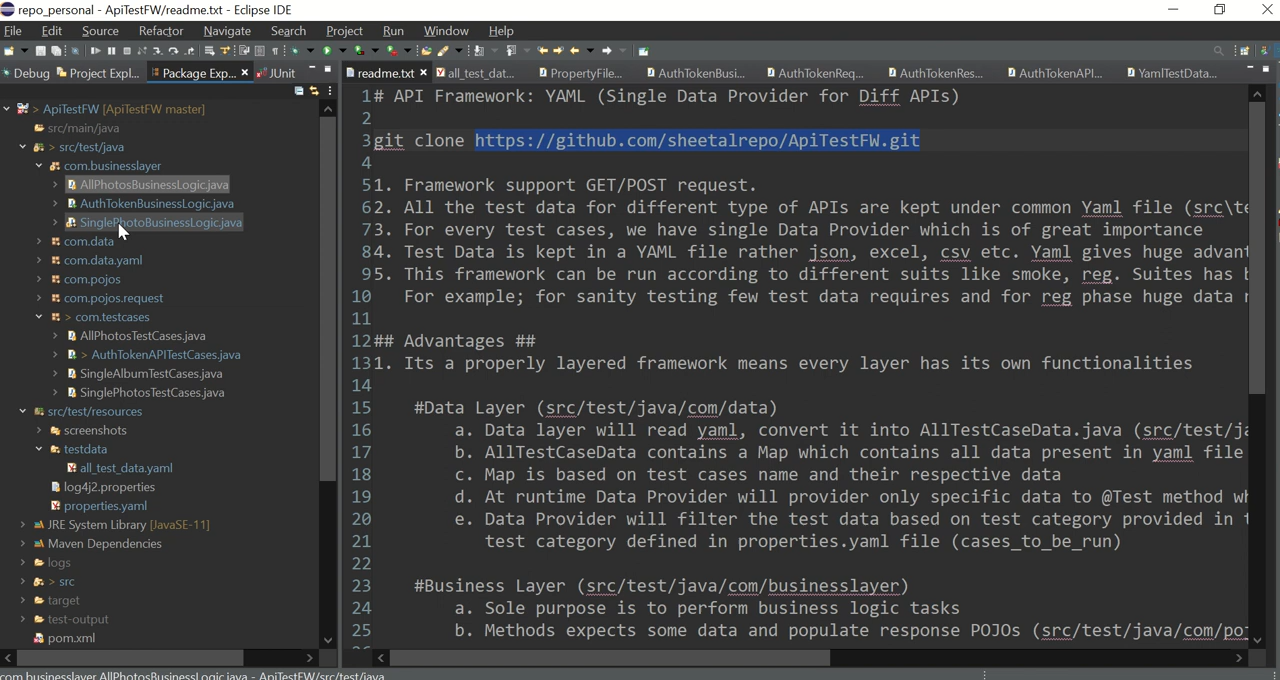 repo_personal - ApiTestFW/readme.txt - Eclipse IDE
File Edit Source Refactor Navigate Search Project Run Window Help
Debug Project Expl... Package Exp... JUnit
readme.txt all_test_dat... PropertyFile... AuthTokenBusi... AuthTokenReq... AuthTokenRes... AuthTokenAPI... YamlTestData...
> ApiTestFW [ApiTestFW master]
src/main/java
> src/test/java
com.businesslayer
AllPhotosBusinessLogic.java
AuthTokenBusinessLogic.java
SinglePhotoBusinessLogic.java
com.data
com.data.yaml
com.pojos
com.pojos.request
> com.testcases
AllPhotosTestCases.java
> AuthTokenAPITestCases.java
SingleAlbumTestCases.java
SinglePhotosTestCases.java
src/test/resources
screenshots
testdata
all_test_data.yaml
log4j2.properties
properties.yaml
JRE System Library [JavaSE-11]
Maven Dependencies
logs
> src
target
test-output
pom.xml
1 # API Framework: YAML (Single Data Provider for Diff APIs)
2
3 git clone https://github.com/sheetalrepo/ApiTestFW.git
4
5 1. Framework support GET/POST request.
6 2. All the test data for different type of APIs are kept under common Yaml file (src\te
7 3. For every test cases, we have single Data Provider which is of great importance
8 4. Test Data is kept in a YAML file rather json, excel, csv etc. Yaml gives huge advant
9 5. This framework can be run according to different suits like smoke, reg. Suites has b
10 For example; for sanity testing few test data requires and for reg phase huge data r
11
12 ## Advantages ##
13 1. Its a properly layered framework means every layer has its own functionalities
14
15 #Data Layer (src/test/java/com/data)
16 a. Data layer will read yaml, convert it into AllTestCaseData.java (src/test/ja
17 b. AllTestCaseData contains a Map which contains all data present in yaml file
18 c. Map is based on test cases name and their respective data
19 d. At runtime Data Provider will provider only specific data to @Test method wh
20 e. Data Provider will filter the test data based on test category provided in t
21 test category defined in properties.yaml file (cases_to_be_run)
22
23 #Business Layer (src/test/java/com/businesslayer)
24 a. Sole purpose is to perform business logic tasks
25 b. Methods expects some data and populate response POJOs (src/test/java/com/poj
com.businesslayer.AllPhotosBusinessLogic.java - ApiTestFW/src/test/java